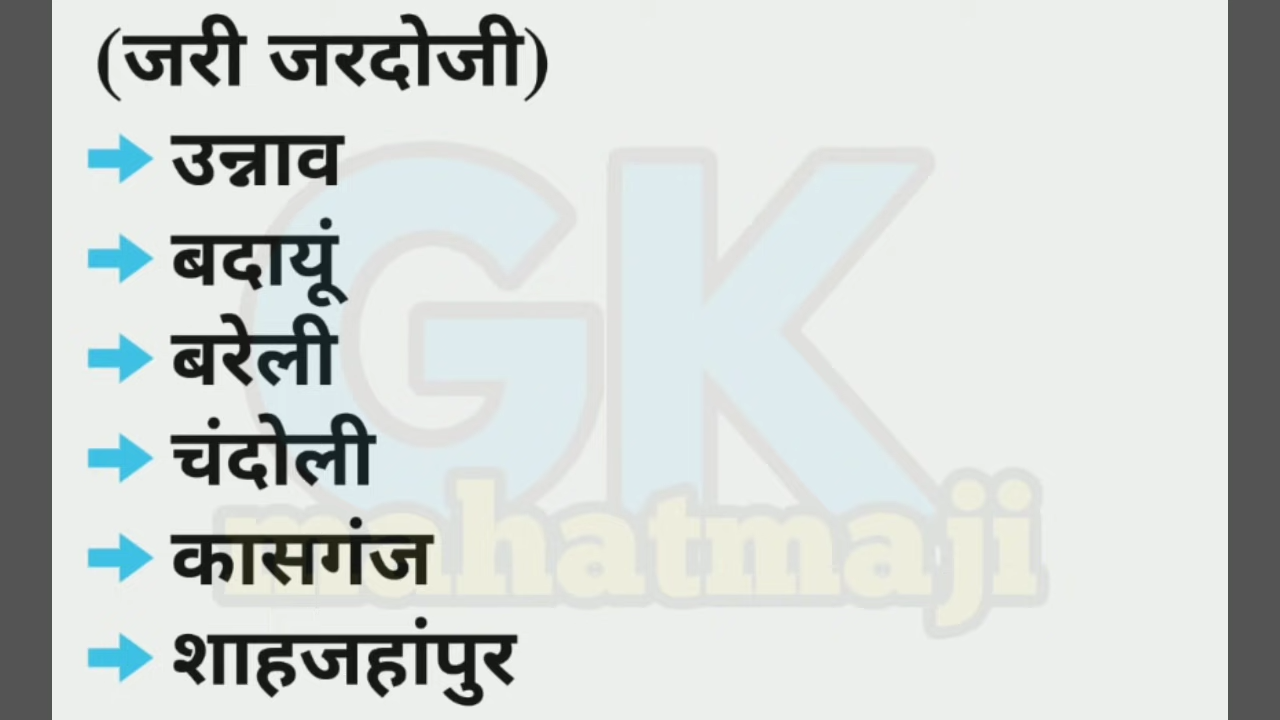 (जरी जरदोजी)
उन्नाव
बदायूं
बरेली
चंदोली
कासगंज
शाहजहांपुर
GK
mahatmaji